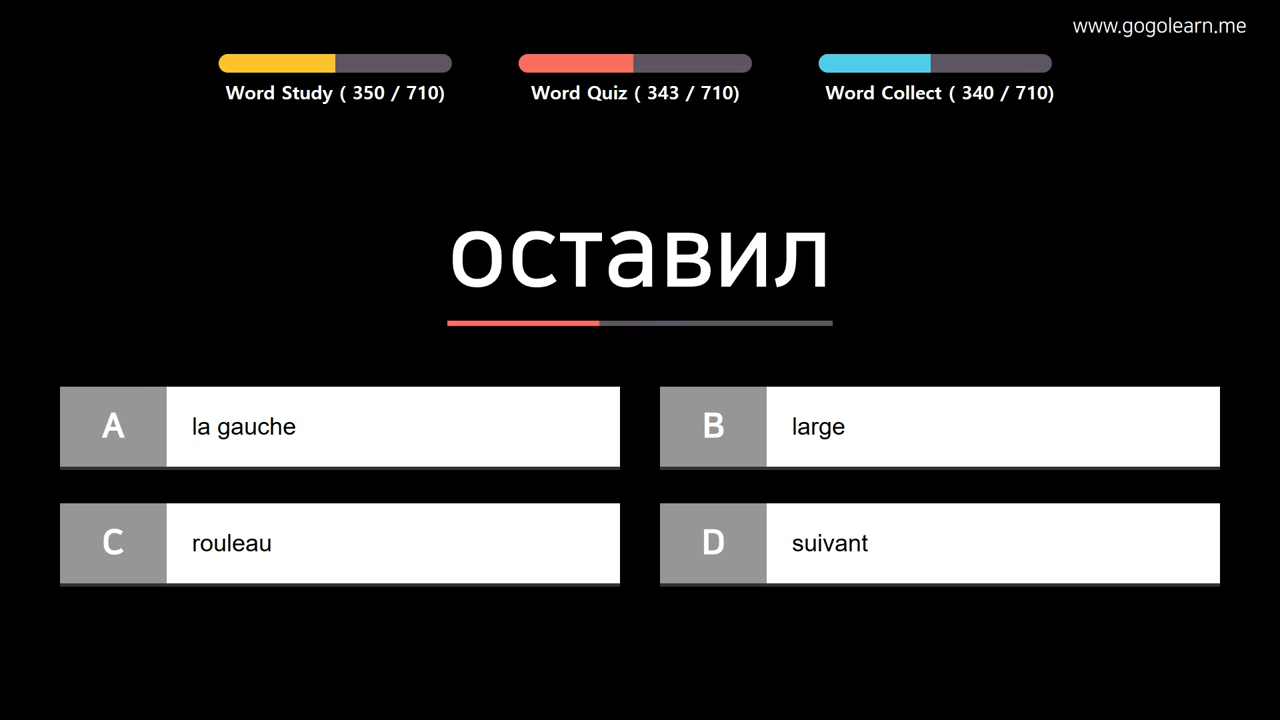 www.gogolearn.me
Word Study ( 350 / 710)
Word Quiz ( 343 / 710)
Word Collect ( 340 / 710)
оставил
A la gauche
B large
C rouleau
D suivant